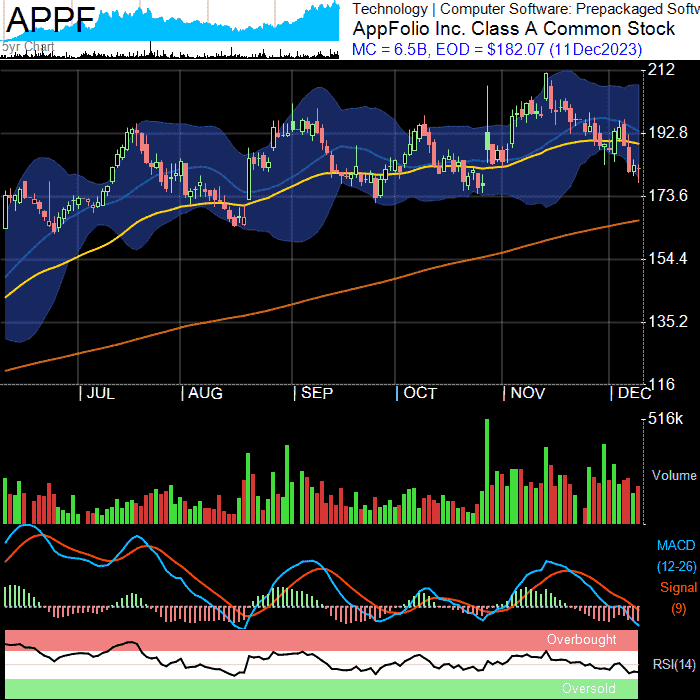 APPF
5yr Chart
Technology | Computer Software: Prepackaged Softw
AppFolio Inc. Class A Common Stock
MC = 6.5B, EOD = $182.07 (11Dec2023)
212
192.8
173.6
154.4
135.2
116
| JUL
| AUG
| SEP
| OCT
| NOV
| DEC
516k
Volume
MACD
(12-26)
Signal
(9)
Overbought
RSI(14)
Oversold